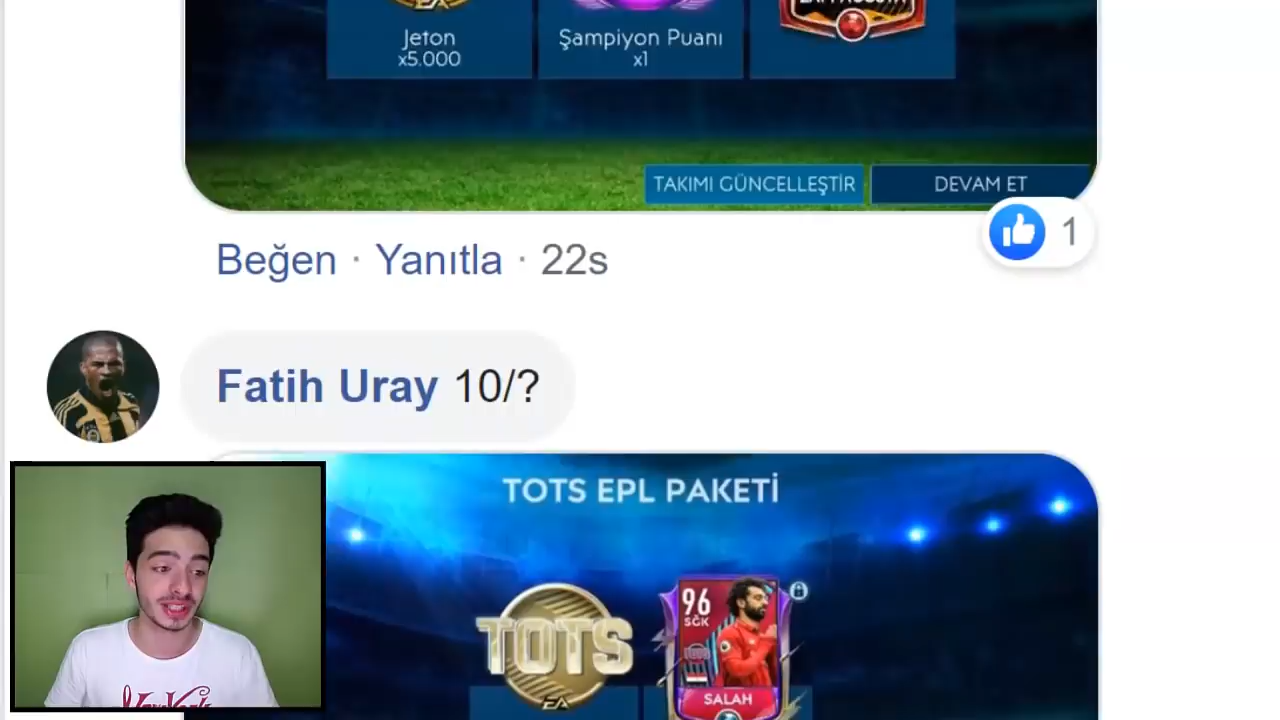 Jeton
x5.000
Şampiyon Puanı
x1
TAKIMI GÜNCELLEŞTİR
DEVAM ET
1
Beğen · Yanıtla · 22s
Fatih Uray 10/?
TOTS EPL PAKETİ
TOTS
EA
96
SĞK
SALAH